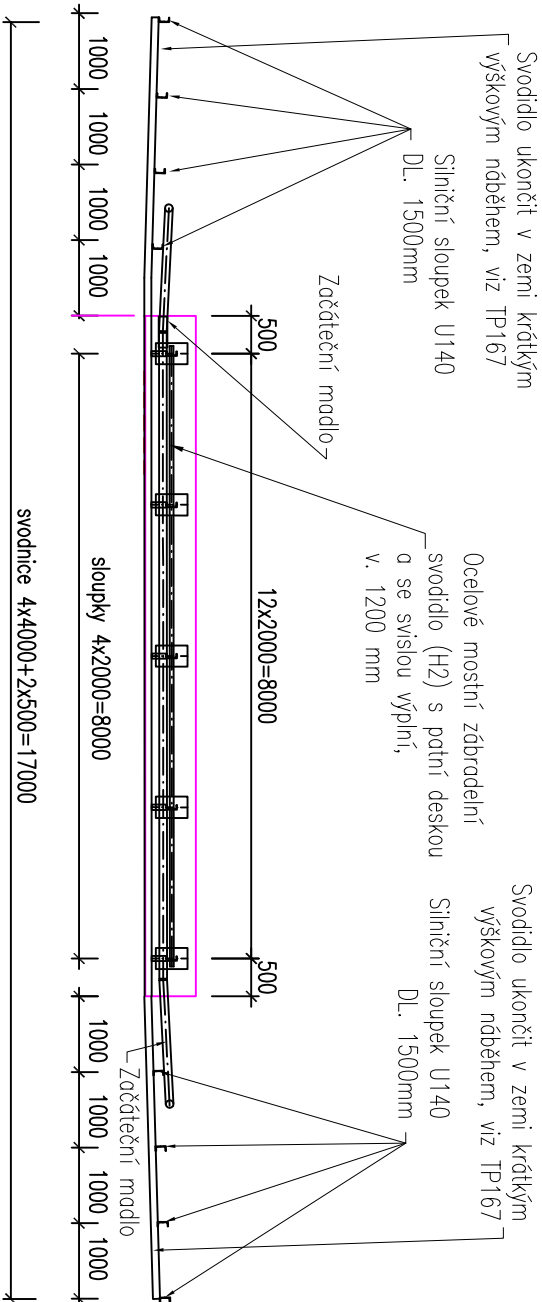 Svodidlo ukončit v zemi krátkým
výškovým náběhem, viz TP167
Silniční sloupek U140
DL. 1500mm
Začáteční madlo
Ocelové mostní zábradelní
svodidlo (H2) s patní deskou
a se svislou výplní,
v. 1200 mm
Svodidlo ukončit v zemi krátkým
výškovým náběhem, viz TP167
Silniční sloupek U140
DL. 1500mm
500
12x2000=8000
500
Začáteční madlo
1000
1000
1000
1000
sloupky 4x2000=8000
1000
1000
1000
1000
svodnice 4x4000+2x500=17000